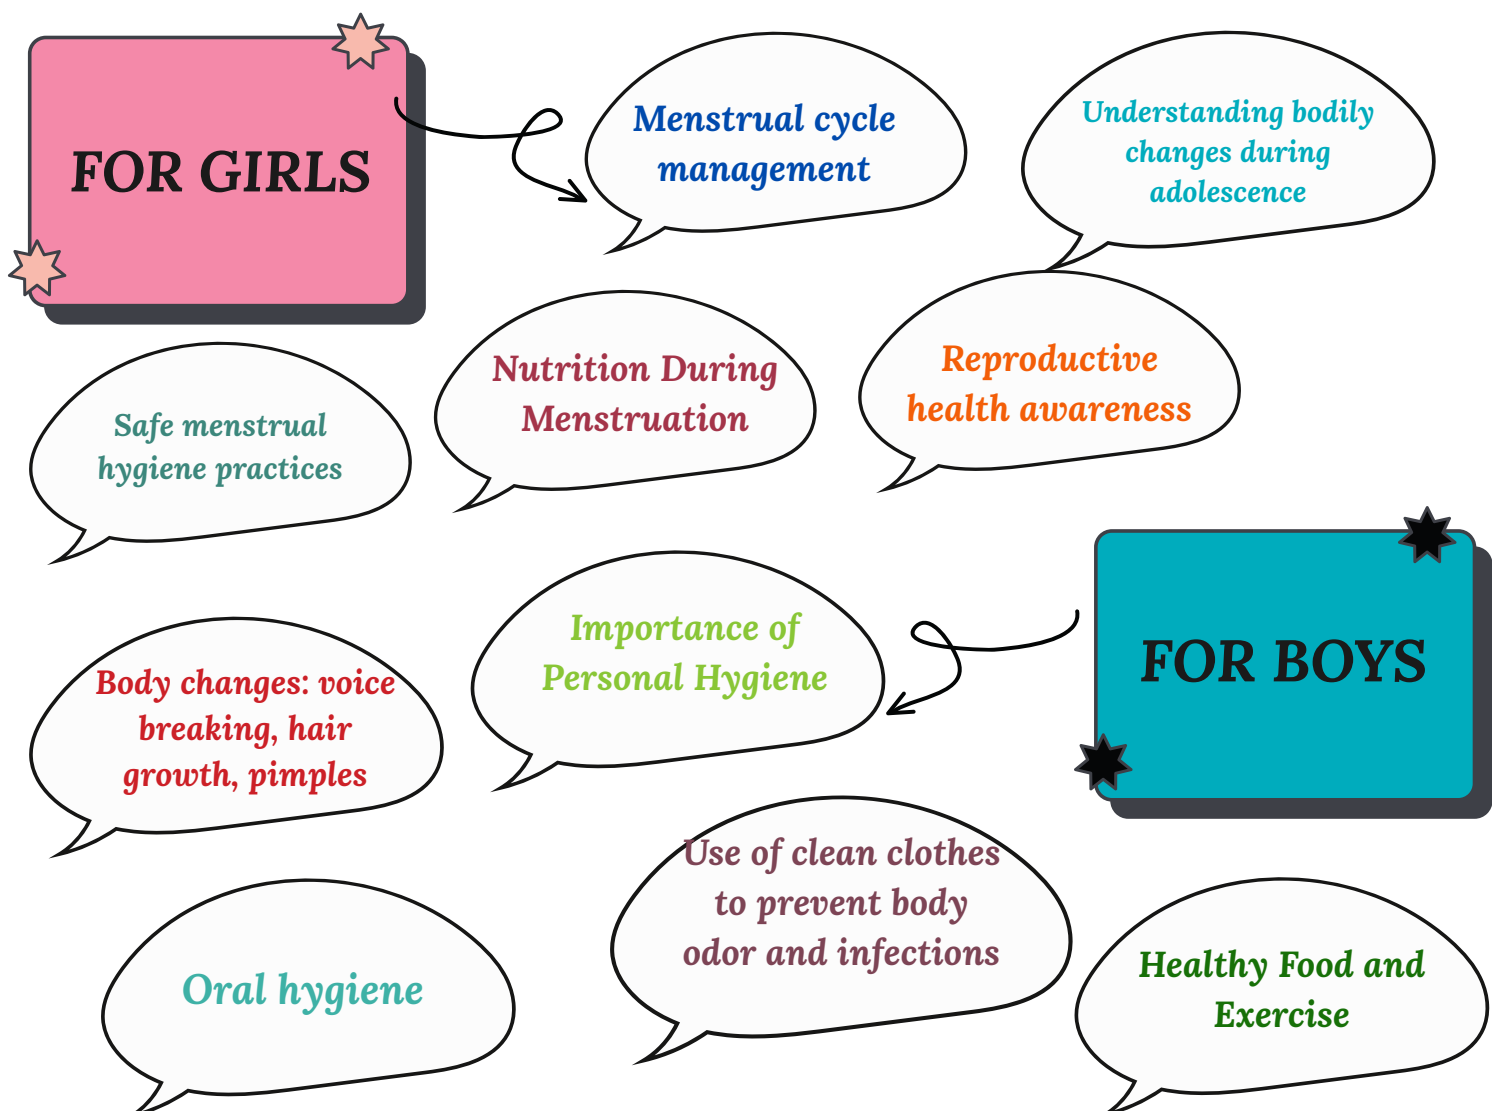 FOR GIRLS
Menstrual cycle
management
Understanding bodily
changes during
adolescence
Safe menstrual
hygiene practices
Nutrition During
Menstruation
Reproductive
health awareness
FOR BOYS
Importance of
Personal Hygiene
Body changes: voice
breaking, hair
growth, pimples
Use of clean clothes
to prevent body
odor and infections
Oral hygiene
Healthy Food and
Exercise